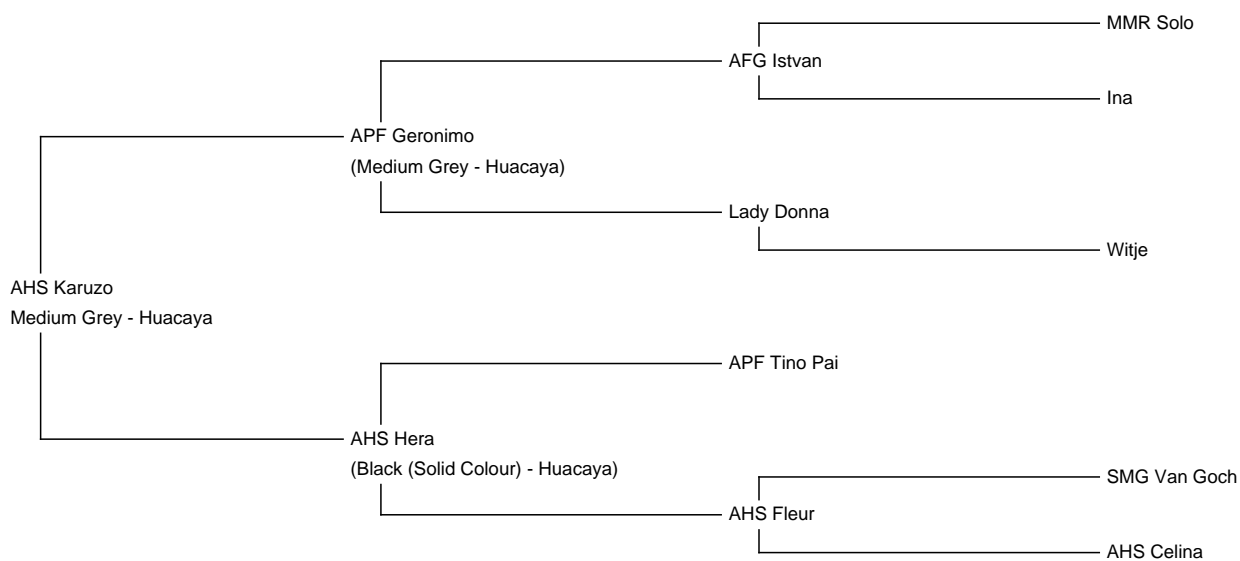 MMR Solo
AFG Istvan
Ina
APF Geronimo
(Medium Grey - Huacaya)
Lady Donna
Witje
AHS Karuzo
Medium Grey - Huacaya
APF Tino Pai
AHS Hera
(Black (Solid Colour) - Huacaya)
SMG Van Goch
AHS Fleur
AHS Celina